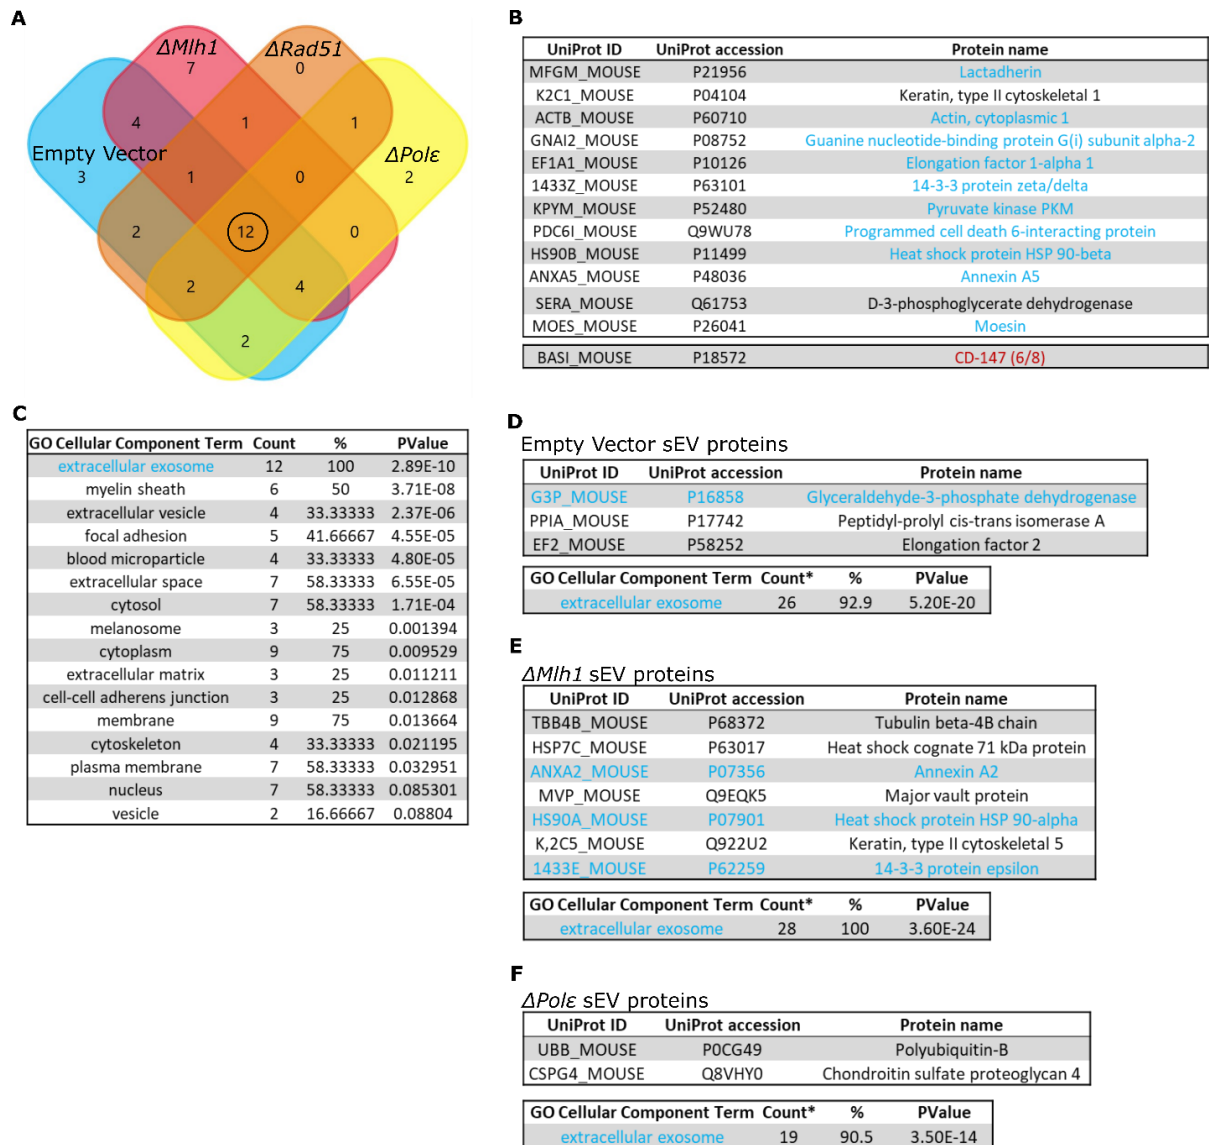 A
ΔMlh1
ΔRad51
7
0
4
1
1
Empty Vector
ΔPolε
3
1
0
2
2
12
0
2
4
2
B
UniProt ID UniProt accession Protein name
MFGM_MOUSE P21956 Lactadherin
K2C1_MOUSE P04104 Keratin, type II cytoskeletal 1
ACTB_MOUSE P60710 Actin, cytoplasmic 1
GNAI2_MOUSE P08752 Guanine nucleotide-binding protein G(i) subunit alpha-2
EF1A1_MOUSE P10126 Elongation factor 1-alpha 1
1433Z_MOUSE P63101 14-3-3 protein zeta/delta
KPYM_MOUSE P52480 Pyruvate kinase PKM
PDC6I_MOUSE Q9WU78 Programmed cell death 6-interacting protein
HS90B_MOUSE P11499 Heat shock protein HSP 90-beta
ANXA5_MOUSE P48036 Annexin A5
SERA_MOUSE Q61753 D-3-phosphoglycerate dehydrogenase
MOES_MOUSE P26041 Moesin
BASI_MOUSE P18572 CD-147 (6/8)
C
GO Cellular Component Term Count % PValue
extracellular exosome 12 100 2.89E-10
myelin sheath 6 50 3.71E-08
extracellular vesicle 4 33.33333 2.37E-06
focal adhesion 5 41.66667 4.55E-05
blood microparticle 4 33.33333 4.80E-05
extracellular space 7 58.33333 6.55E-05
cytosol 7 58.33333 1.71E-04
melanosome 3 25 0.001394
cytoplasm 9 75 0.009529
extracellular matrix 3 25 0.011211
cell-cell adherens junction 3 25 0.012868
membrane 9 75 0.013664
cytoskeleton 4 33.33333 0.021195
plasma membrane 7 58.33333 0.032951
nucleus 7 58.33333 0.085301
vesicle 2 16.66667 0.08804
D
Empty Vector sEV proteins
UniProt ID UniProt accession Protein name
G3P_MOUSE P16858 Glyceraldehyde-3-phosphate dehydrogenase
PPIA_MOUSE P17742 Peptidyl-prolyl cis-trans isomerase A
EF2_MOUSE P58252 Elongation factor 2
GO Cellular Component Term Count* % PValue
extracellular exosome 26 92.9 5.20E-20
E
ΔMlh1 sEV proteins
UniProt ID UniProt accession Protein name
TBB4B_MOUSE P68372 Tubulin beta-4B chain
HSP7C_MOUSE P63017 Heat shock cognate 71 kDa protein
ANXA2_MOUSE P07356 Annexin A2
MVP_MOUSE Q9EQK5 Major vault protein
HS90A_MOUSE P07901 Heat shock protein HSP 90-alpha
K,2C5_MOUSE Q922U2 Keratin, type II cytoskeletal 5
1433E_MOUSE P62259 14-3-3 protein epsilon
GO Cellular Component Term Count* % PValue
extracellular exosome 28 100 3.60E-24
F
ΔPolε sEV proteins
UniProt ID UniProt accession Protein name
UBB_MOUSE P0CG49 Polyubiquitin-B
CSPG4_MOUSE Q8VHY0 Chondroitin sulfate proteoglycan 4
GO Cellular Component Term Count* % PValue
extracellular exosome 19 90.5 3.50E-14